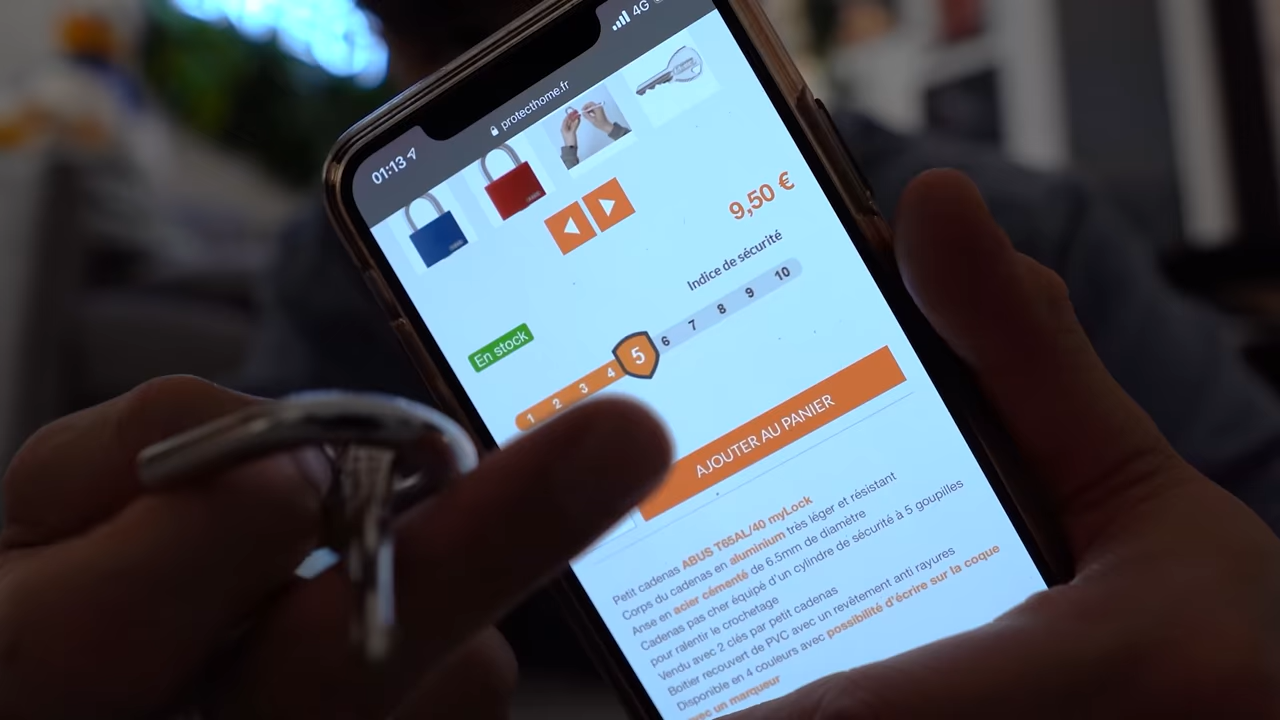 01:13
4G
protecthome.fr
9,50 €
Indice de sécurité
En stock
1 2 3 4 5 6 7 8 9 10
AJOUTER AU PANIER
Petit cadenas ABUS T65AL/40 myLock
Corps du cadenas en aluminium très léger et résistant
Anse en acier cémenté de 6.5mm de diamètre
Cadenas pas cher équipé d'un cylindre de sécurité à 5 goupilles
pour ralentir le crochetage
Vendu avec 2 clés par petit cadenas
Boitier recouvert de PVC avec un revêtement anti rayures
Disponible en 4 couleurs avec possibilité d'écrire sur la coque
avec un marqueur